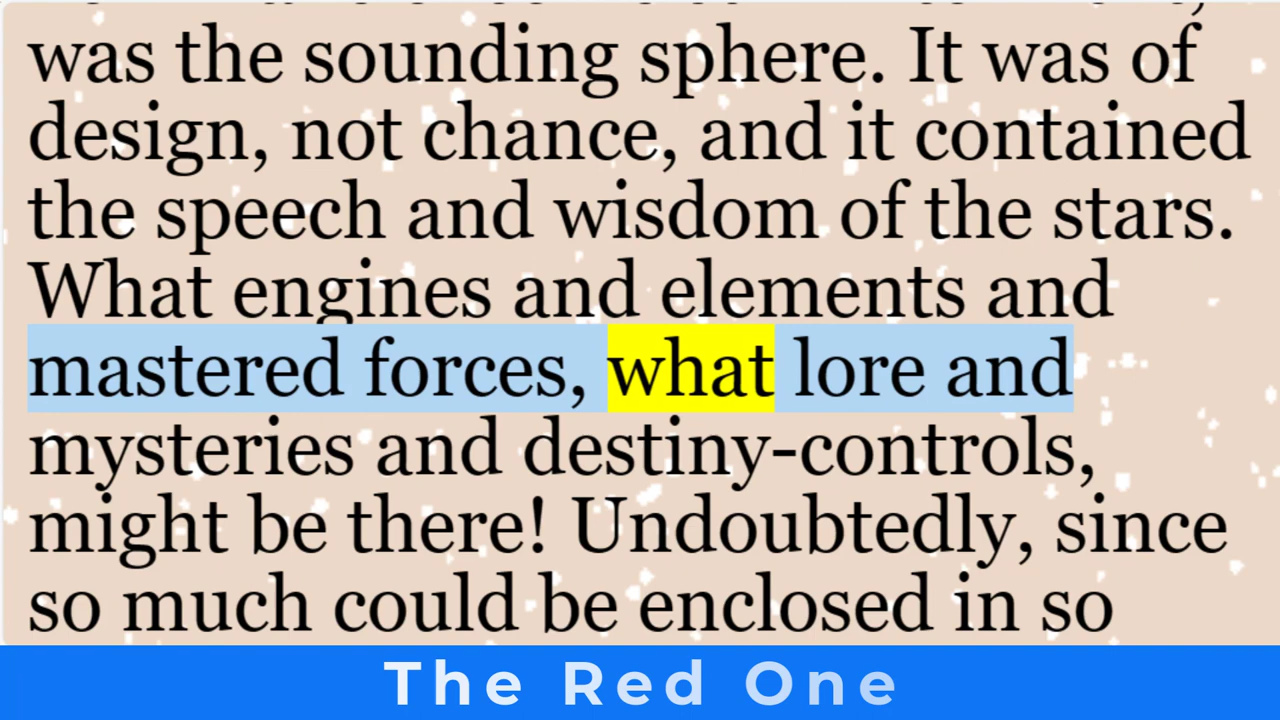 was the sounding sphere. It was of
design, not chance, and it contained
the speech and wisdom of the stars.
What engines and elements and
mastered forces, what lore and
mysteries and destiny-controls,
might be there! Undoubtedly, since
so much could be enclosed in so
The Red One